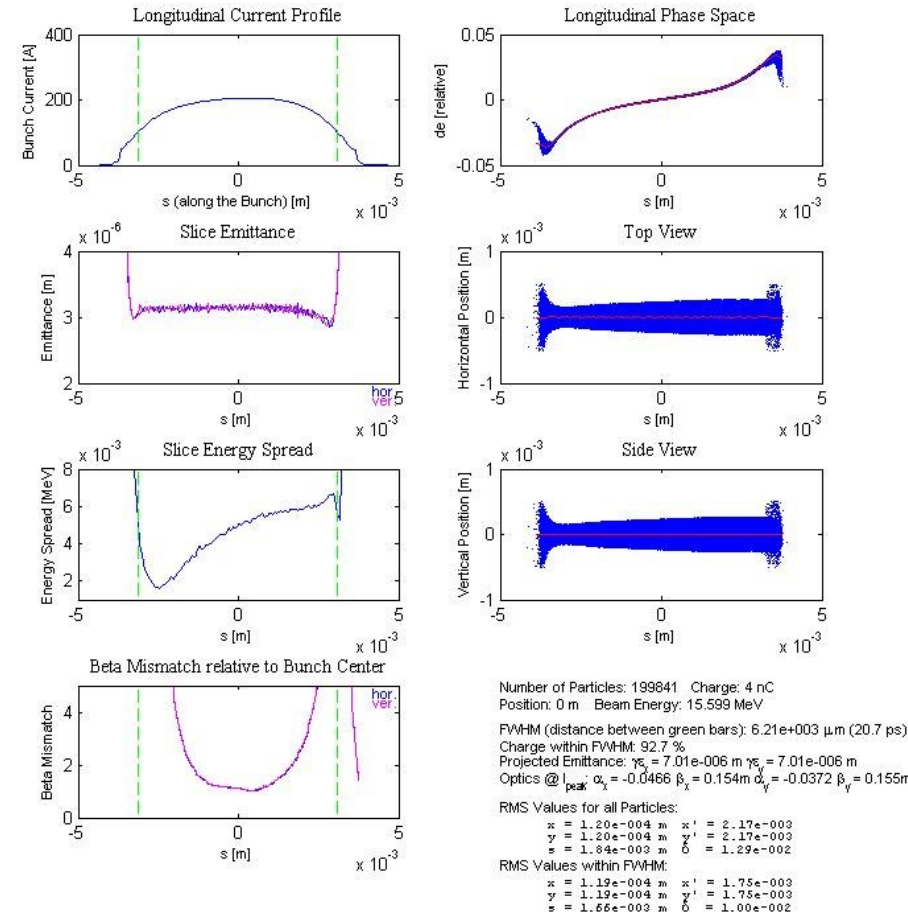 Longitudinal Current Profile
400
200
0
Bunch Current [A]
-5
0
5
s (along the Bunch) [m]
x 10^-3
Longitudinal Phase Space
0.05
0
-0.05
de [relative]
-5
0
5
s [m]
x 10^-3
x 10^-6
Slice Emittance
4
3
2
Emittance [m]
hor.
ver.
-5
0
5
s [m]
x 10^-3
x 10^-3
Top View
1
0
-1
Horizontal Position [m]
-5
0
5
s [m]
x 10^-3
x 10^-3
Slice Energy Spread
8
6
4
2
Energy Spread [MeV]
-5
0
5
s [m]
x 10^-3
x 10^-3
Side View
1
0
-1
Vertical Position [m]
-5
0
5
s [m]
x 10^-3
Beta Mismatch relative to Bunch Center
4
2
0
Beta Mismatch
hor.
ver.
-5
0
5
s [m]
x 10^-3
Number of Particles: 199841 Charge: 4 nC
Position: 0 m Beam Energy: 15.599 MeV
FWHM (distance between green bars): 6.21e+003 μm (20.7 ps)
Charge within FWHM: 92.7 %
Projected Emittance: γε_x = 7.01e-006 m γε_y = 7.01e-006 m
Optics @ I_peak: α_x = -0.0466 β_x = 0.154m α_y = -0.0372 β_y = 0.155m
RMS Values for all Particles:
x = 1.20e-004 m x' = 2.17e-003
y = 1.20e-004 m y' = 2.17e-003
s = 1.84e-003 m δ = 1.29e-002
RMS Values within FWHM:
x = 1.19e-004 m x' = 1.75e-003
y = 1.19e-004 m y' = 1.75e-003
s = 1.66e-003 m δ = 1.00e-002